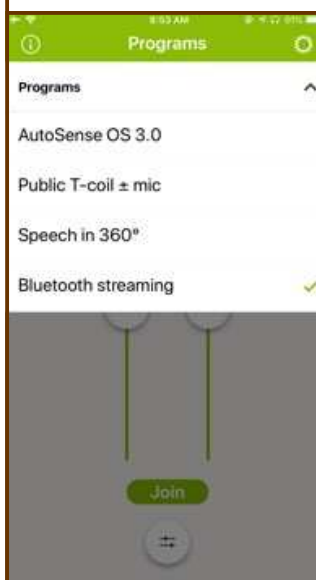 8:53 AM
Programs
Programs
AutoSense OS 3.0
Public T-coil ± mic
Speech in 360°
Bluetooth streaming
Join